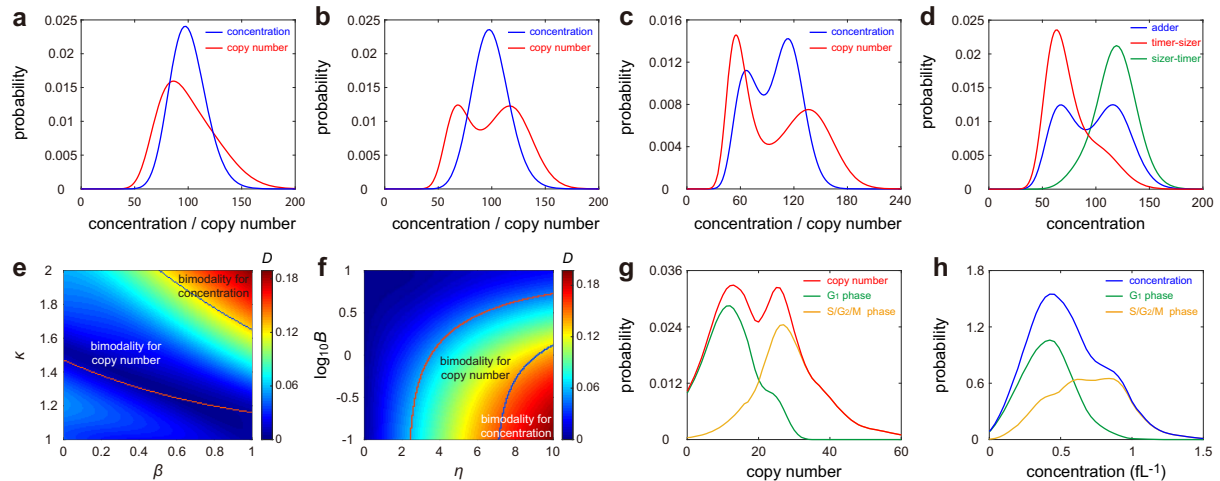 a
0.025
0.02
0.015
0.01
0.005
0
probability
0 50 100 150 200
concentration / copy number
concentration
copy number
b
0.025
0.02
0.015
0.01
0.005
0
probability
0 50 100 150 200
concentration / copy number
concentration
copy number
c
0.016
0.012
0.008
0.004
0
probability
0 60 120 180 240
concentration / copy number
concentration
copy number
d
0.025
0.02
0.015
0.01
0.005
0
probability
0 50 100 150 200
concentration
adder
timer-sizer
sizer-timer
e
2
1.8
1.6
1.4
1.2
1
κ
0 0.2 0.4 0.6 0.8 1
β
bimodality for
concentration
bimodality for
copy number
D
0.18
0.12
0.06
0
f
1
0.5
0
-0.5
-1
log10B
0 2 4 6 8 10
η
bimodality for
copy number
bimodality for
concentration
D
0.18
0.12
0.06
0
g
0.036
0.024
0.012
0
probability
0 20 40 60
copy number
copy number
G1 phase
S/G2/M phase
h
1.8
1.2
0.6
0
probability
0 0.5 1 1.5
concentration (fL-1)
concentration
G1 phase
S/G2/M phase